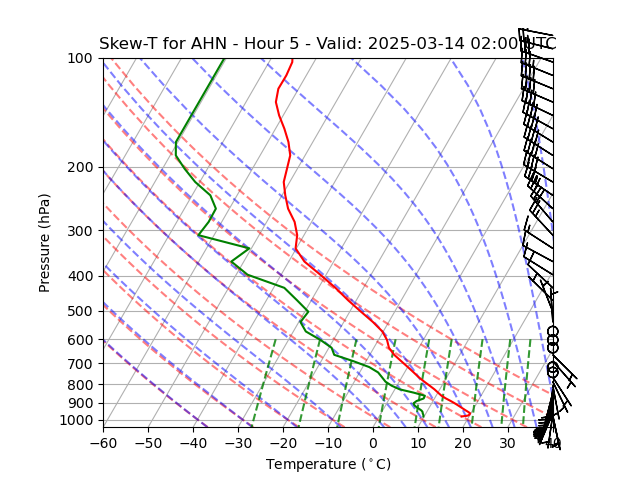 Skew-T for AHN - Hour 5 - Valid: 2025-03-14 02:00 UTC
100
200
300
400
500
600
700
800
900
1000
Pressure (hPa)
−60 −50 −40 −30 −20 −10 0 10 20 30 40
Temperature (°C)